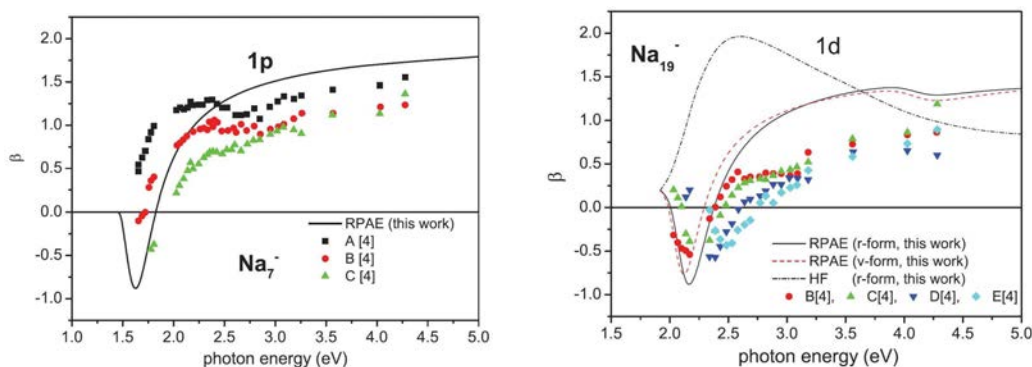 1p
2.0
1.5
1.0
0.5
0.0
-1.0
β
RPAE (this work)
A [4]
B [4]
C [4]
Na7-
1.0 1.5 2.0 2.5 3.0 3.5 4.0 4.5 5.0
photon energy (eV)
Na19-
1d
2.0
1.5
1.0
0.5
0.0
-0.5
-1.0
β
RPAE (r-form, this work)
RPAE (v-form, this work)
HF (r-form, this work)
B[4], C[4], D[4], E[4]
1.5 2.0 2.5 3.0 3.5 4.0 4.5 5.0
photon energy (eV)